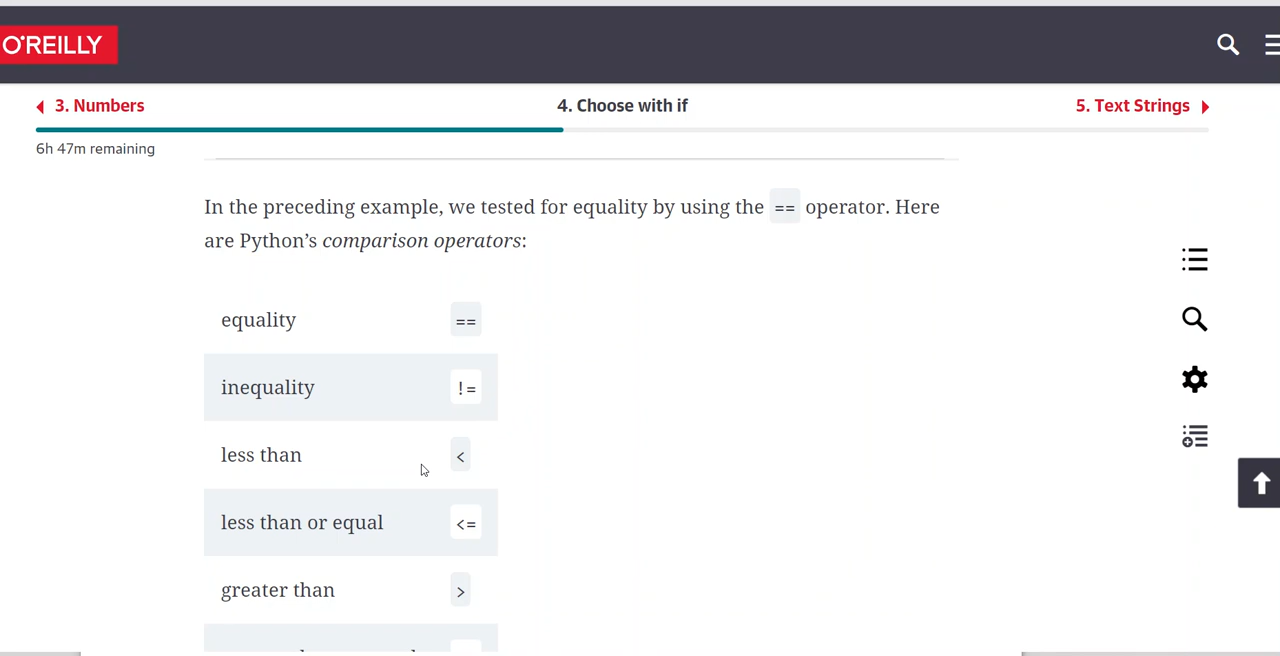 O'REILLY
3. Numbers
4. Choose with if
5. Text Strings
6h 47m remaining
In the preceding example, we tested for equality by using the == operator. Here
are Python’s comparison operators:
equality ==
inequality !=
less than <
less than or equal <=
greater than >